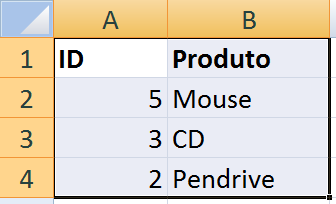 A B
1 ID Produto
2 5 Mouse
3 3 CD
4 2 Pendrive